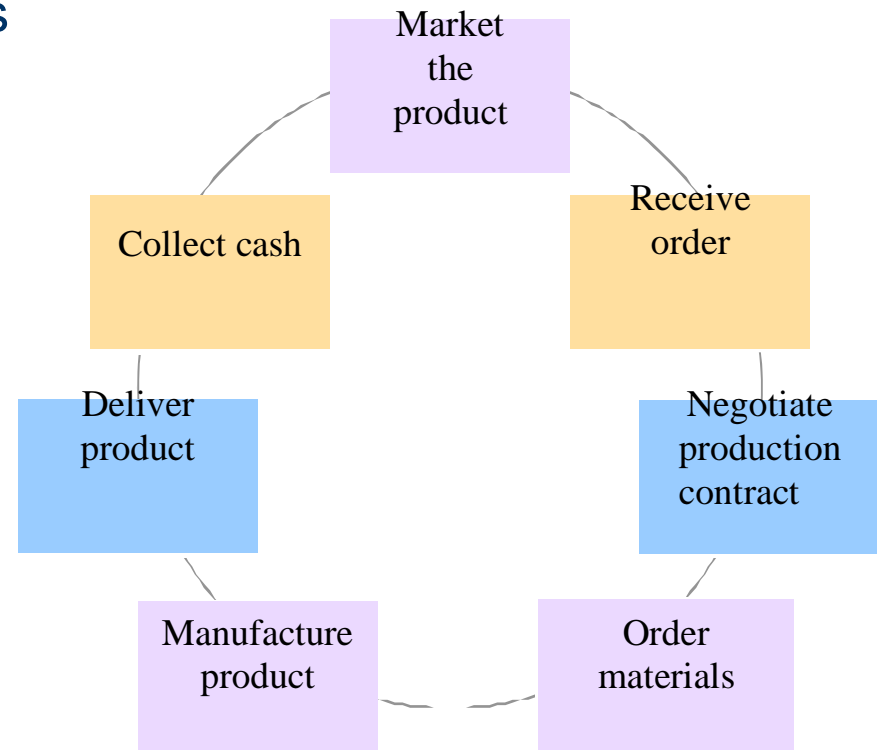 s
Market
the
product
Receive
order
Collect cash
Deliver
product
Negotiate
production
contract
Manufacture
product
Order
materials